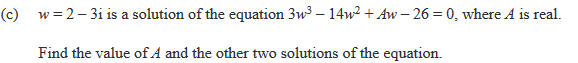 (c) w = 2 – 3i is a solution of the equation 3w³ – 14w² + Aw – 26 = 0, where A is real.
Find the value of A and the other two solutions of the equation.